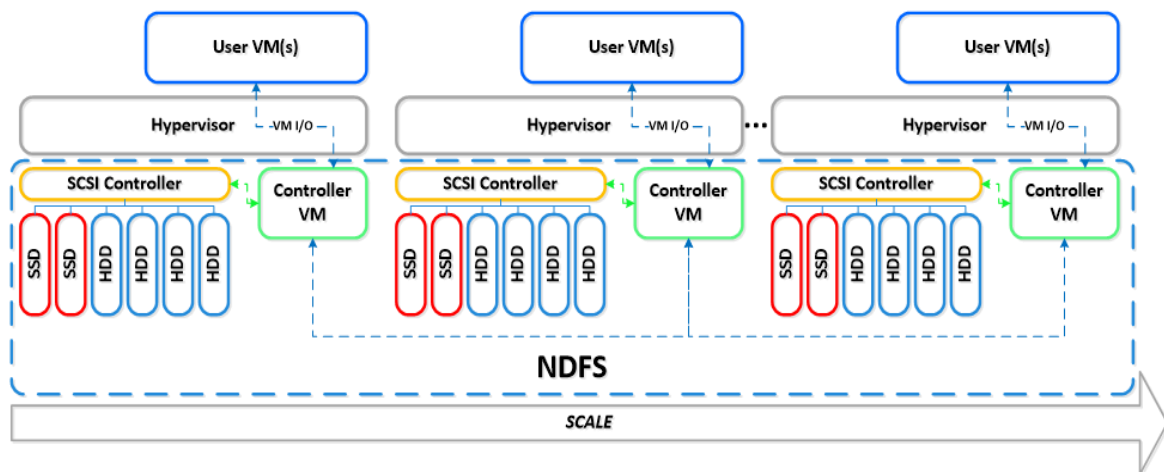 User VM(s) User VM(s) User VM(s)
Hypervisor VM I/O Hypervisor VM I/O ... Hypervisor VM I/O
SCSI Controller Controller VM SCSI Controller Controller VM SCSI Controller Controller VM
SSD SSD HDD HDD HDD HDD SSD SSD HDD HDD HDD HDD SSD SSD HDD HDD HDD HDD
NDFS
SCALE